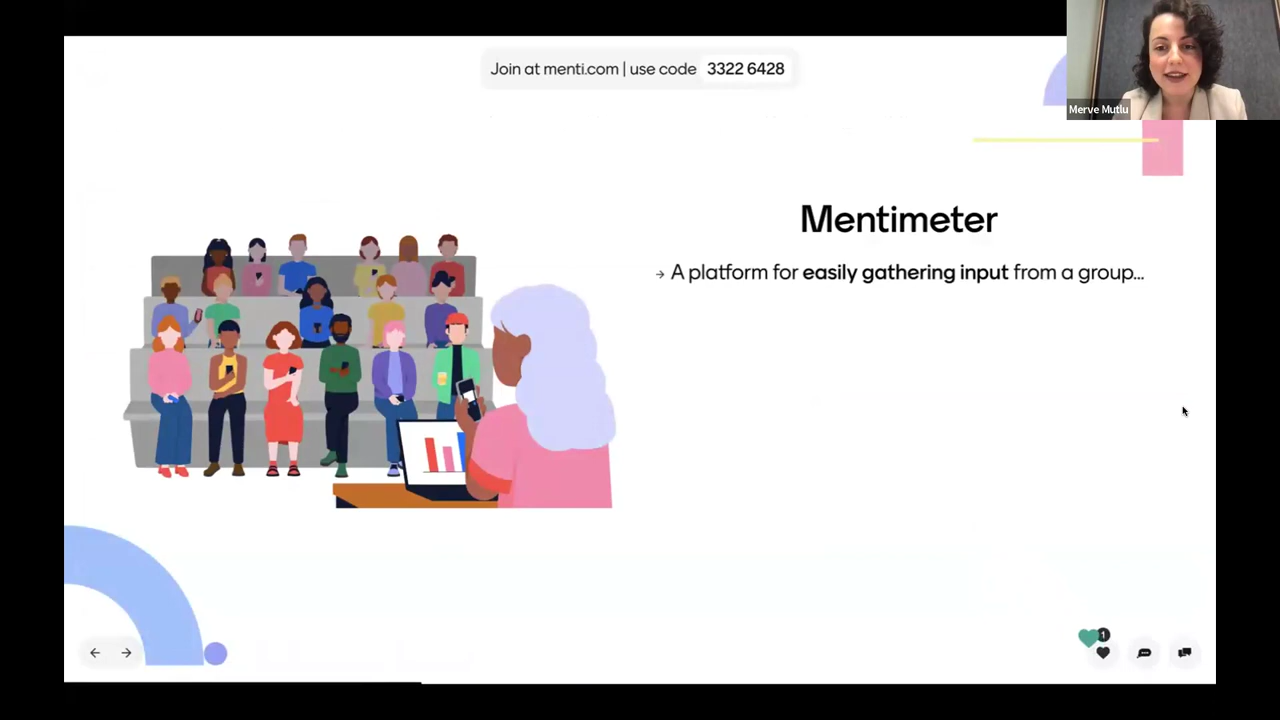 Join at menti.com | use code 3322 6428
Merve Mutlu
Mentimeter
→ A platform for easily gathering input from a group...
1